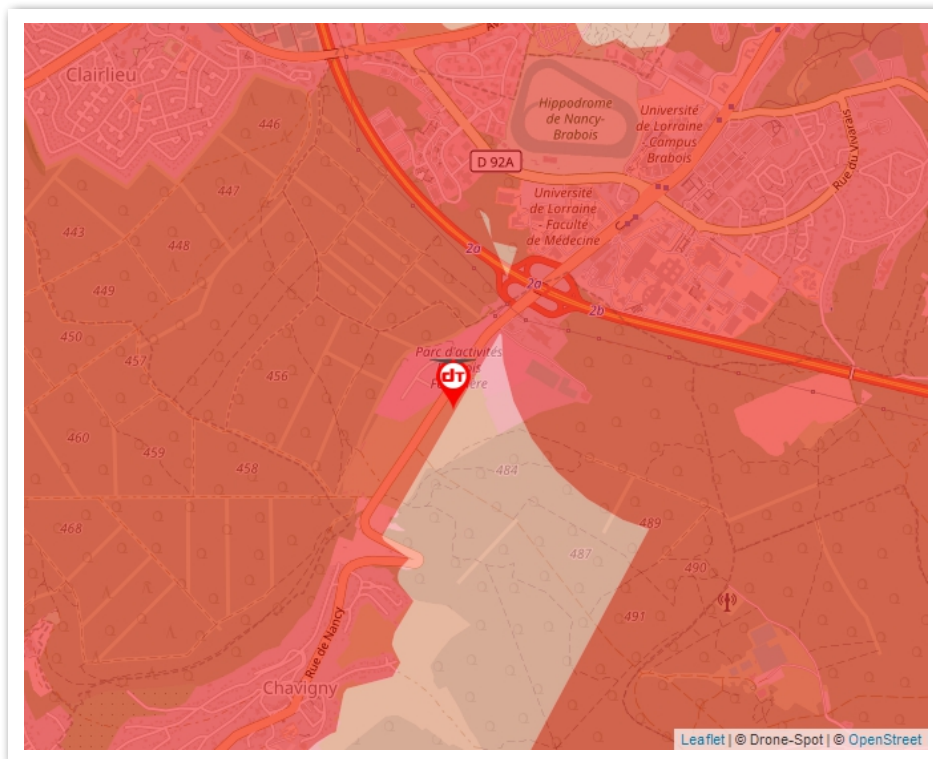 Clairlieu
Hippodrome
de Nancy-
Brabois
Université
de Lorraine
- Campus
Brabois
Rue du Vivarais
D 92A
Université
de Lorraine
- Faculté
de Médecine
446
447
443
448
449
450
457
456
460
459
458
468
2a
2a
2b
Parc d'activités
dT
484
487
489
490
491
Rue de Nancy
Chavigny
Leaflet | © Drone-Spot | © OpenStreet